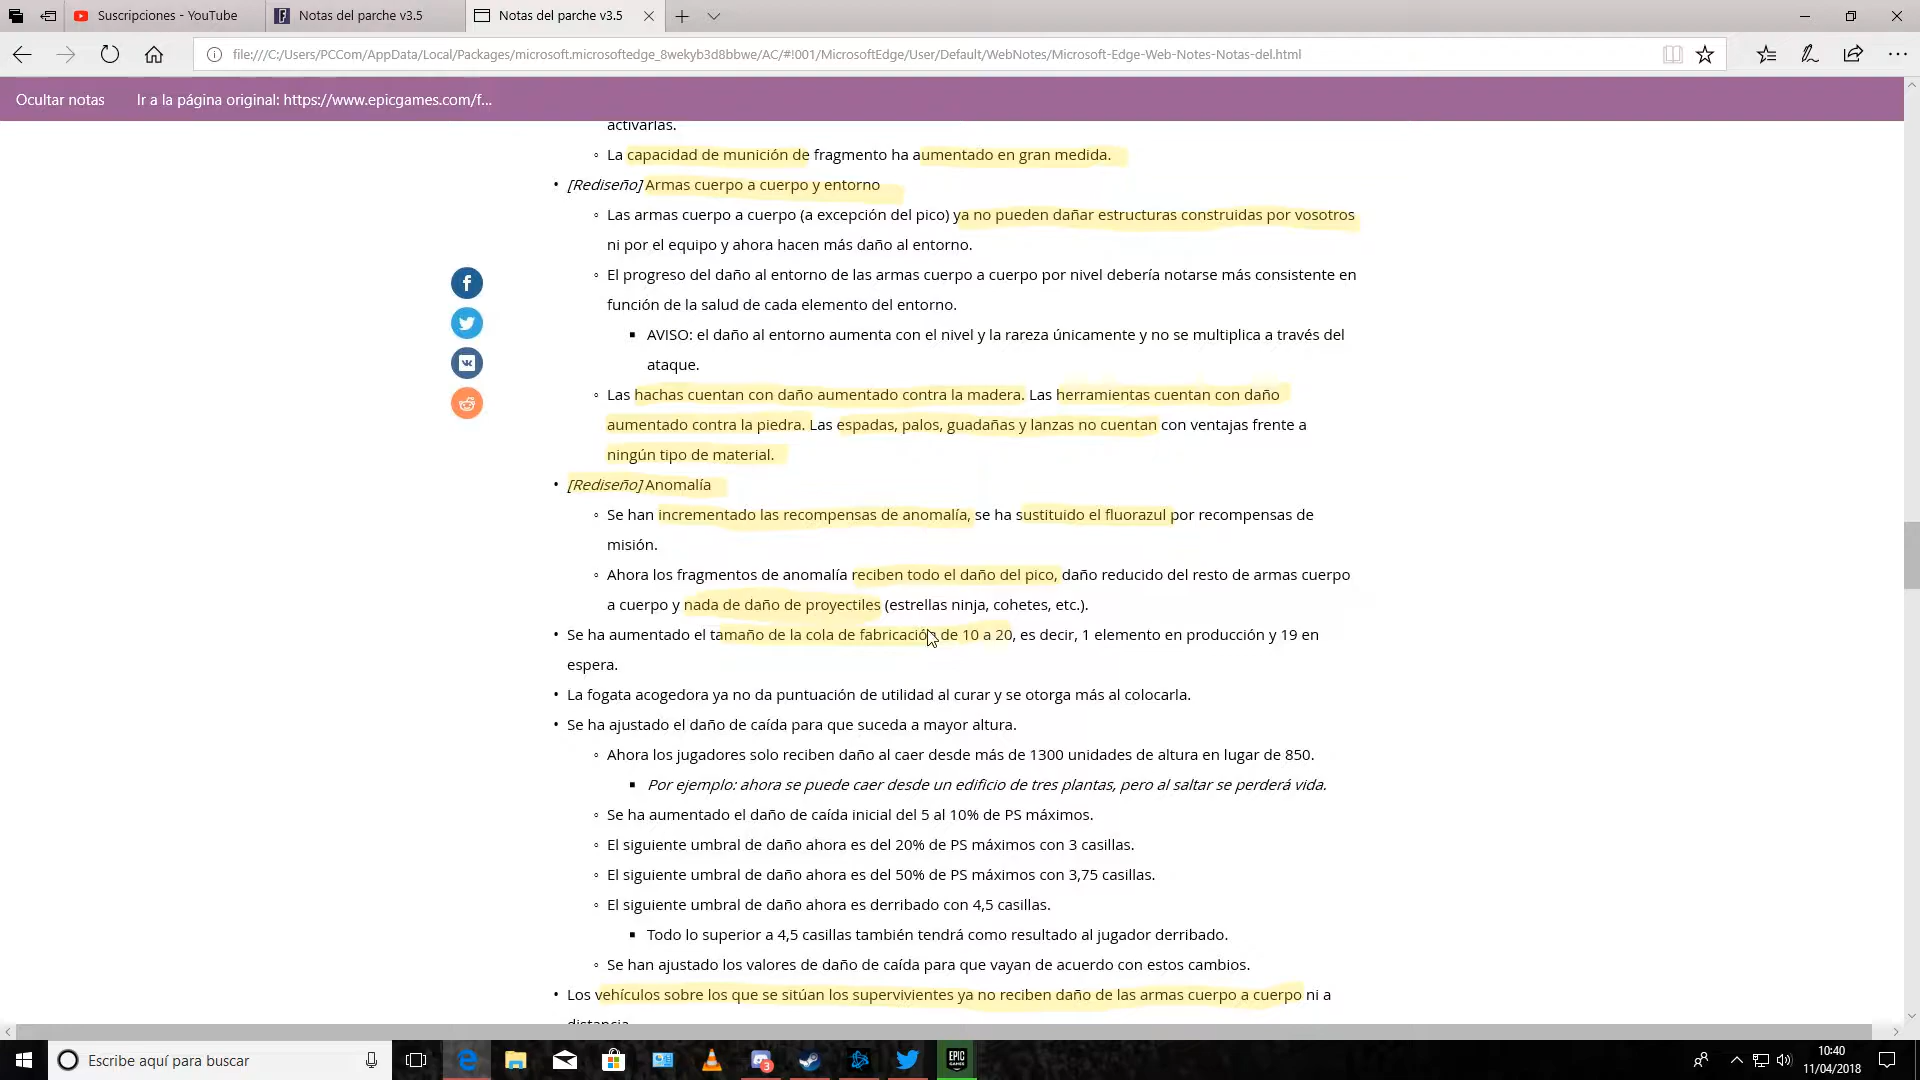 Suscripciones - YouTube
Notas del parche v3.5
Notas del parche v3.5
file:///C:/Users/PCCom/AppData/Local/Packages/microsoft.microsoftedge_8wekyb3d8bbwe/AC/#!001/MicrosoftEdge/User/Default/WebNotes/Microsoft-Edge-Web-Notes-Notas-del.html
Ocultar notas
Ir a la página original: https://www.epicgames.com/f...
activarlas.
◦ La capacidad de munición de fragmento ha aumentado en gran medida.
• [Rediseño] Armas cuerpo a cuerpo y entorno
◦ Las armas cuerpo a cuerpo (a excepción del pico) ya no pueden dañar estructuras construidas por vosotros
ni por el equipo y ahora hacen más daño al entorno.
◦ El progreso del daño al entorno de las armas cuerpo a cuerpo por nivel debería notarse más consistente en
función de la salud de cada elemento del entorno.
▪ AVISO: el daño al entorno aumenta con el nivel y la rareza únicamente y no se multiplica a través del
ataque.
◦ Las hachas cuentan con daño aumentado contra la madera. Las herramientas cuentan con daño
aumentado contra la piedra. Las espadas, palos, guadañas y lanzas no cuentan con ventajas frente a
ningún tipo de material.
• [Rediseño] Anomalía
◦ Se han incrementado las recompensas de anomalía, se ha sustituido el fluorazul por recompensas de
misión.
◦ Ahora los fragmentos de anomalía reciben todo el daño del pico, daño reducido del resto de armas cuerpo
a cuerpo y nada de daño de proyectiles (estrellas ninja, cohetes, etc.).
• Se ha aumentado el tamaño de la cola de fabricación de 10 a 20, es decir, 1 elemento en producción y 19 en
espera.
• La fogata acogedora ya no da puntuación de utilidad al curar y se otorga más al colocarla.
• Se ha ajustado el daño de caída para que suceda a mayor altura.
◦ Ahora los jugadores solo reciben daño al caer desde más de 1300 unidades de altura en lugar de 850.
▪ Por ejemplo: ahora se puede caer desde un edificio de tres plantas, pero al saltar se perderá vida.
◦ Se ha aumentado el daño de caída inicial del 5 al 10% de PS máximos.
◦ El siguiente umbral de daño ahora es del 20% de PS máximos con 3 casillas.
◦ El siguiente umbral de daño ahora es del 50% de PS máximos con 3,75 casillas.
◦ El siguiente umbral de daño ahora es derribado con 4,5 casillas.
▪ Todo lo superior a 4,5 casillas también tendrá como resultado al jugador derribado.
◦ Se han ajustado los valores de daño de caída para que vayan de acuerdo con estos cambios.
• Los vehículos sobre los que se sitúan los supervivientes ya no reciben daño de las armas cuerpo a cuerpo ni a
distancia.
Escribe aquí para buscar
3
EPIC
GAMES
10:40
11/04/2018